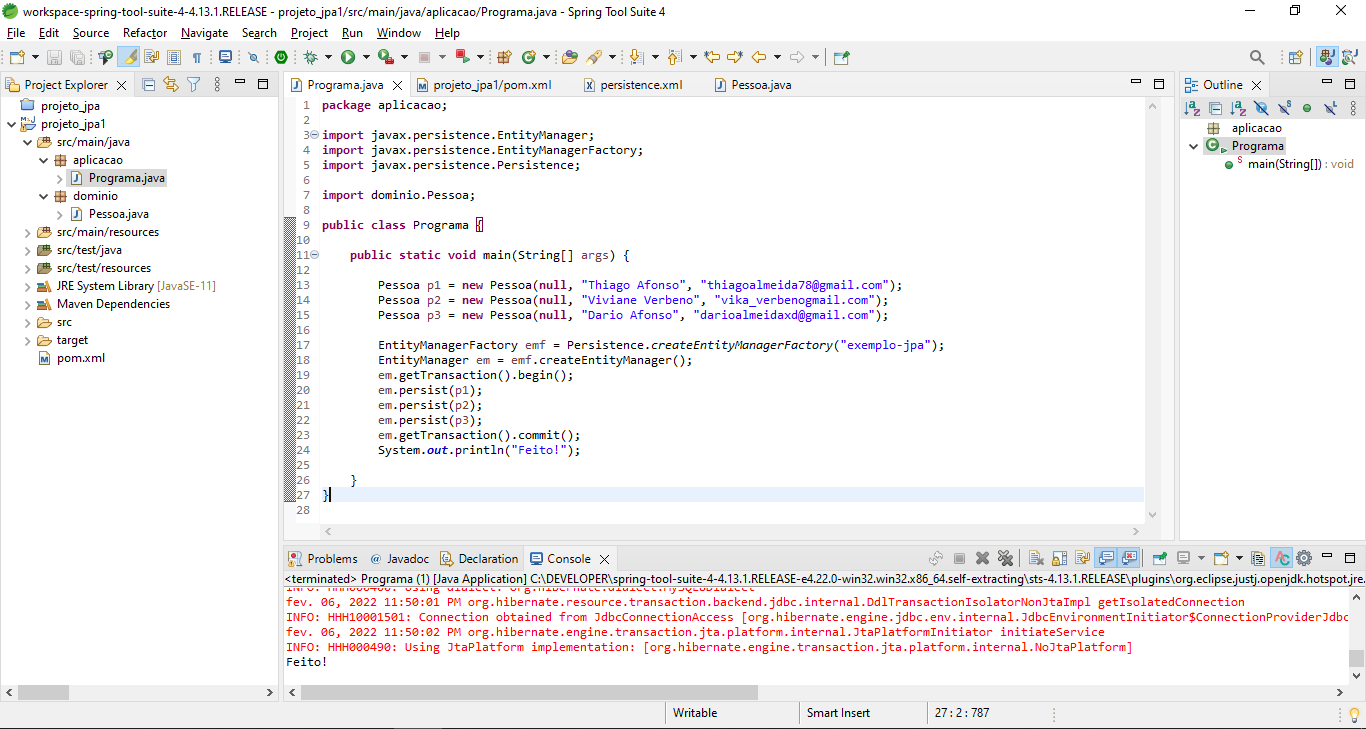 workspace-spring-tool-suite-4-4.13.1.RELEASE - projeto_jpa1/src/main/java/aplicacao/Programa.java - Spring Tool Suite 4
File Edit Source Refactor Navigate Search Project Run Window Help
Project Explorer
projeto_jpa
projeto_jpa1
src/main/java
aplicacao
Programa.java
dominio
Pessoa.java
src/main/resources
src/test/java
src/test/resources
JRE System Library [JavaSE-11]
Maven Dependencies
src
target
pom.xml
Programa.java projeto_jpa1/pom.xml persistence.xml Pessoa.java
1 package aplicacao;
2
3 import javax.persistence.EntityManager;
4 import javax.persistence.EntityManagerFactory;
5 import javax.persistence.Persistence;
6
7 import dominio.Pessoa;
8
9 public class Programa {
10
11 public static void main(String[] args) {
12
13 Pessoa p1 = new Pessoa(null, "Thiago Afonso", "thiagoalmeida78@gmail.com");
14 Pessoa p2 = new Pessoa(null, "Viviane Verbeno", "vika_verbenogmail.com");
15 Pessoa p3 = new Pessoa(null, "Dario Afonso", "darioalmeidaxd@gmail.com");
16
17 EntityManagerFactory emf = Persistence.createEntityManagerFactory("exemplo-jpa");
18 EntityManager em = emf.createEntityManager();
19 em.getTransaction().begin();
20 em.persist(p1);
21 em.persist(p2);
22 em.persist(p3);
23 em.getTransaction().commit();
24 System.out.println("Feito!");
25
26 }
27 }
28
Outline
aplicacao
Programa
main(String[]) : void
Problems Javadoc Declaration Console
<terminated> Programa (1) [Java Application] C:\DEVELOPER\spring-tool-suite-4-4.13.1.RELEASE-e4.22.0-win32.win32.x86_64.self-extracting\sts-4.13.1.RELEASE\plugins\org.eclipse.justj.openjdk.hotspot.jre.
INFO: HHH000400: Using dialect: org.hibernate.dialect.MySQL8Dialect
fev. 06, 2022 11:50:01 PM org.hibernate.resource.transaction.backend.jdbc.internal.DdlTransactionIsolatorNonJtaImpl getIsolatedConnection
INFO: HHH10001501: Connection obtained from JdbcConnectionAccess [org.hibernate.engine.jdbc.env.internal.JdbcEnvironmentInitiator$ConnectionProviderJdbc
fev. 06, 2022 11:50:02 PM org.hibernate.engine.transaction.jta.platform.internal.JtaPlatformInitiator initiateService
INFO: HHH000490: Using JtaPlatform implementation: [org.hibernate.engine.transaction.jta.platform.internal.NoJtaPlatform]
Feito!
Writable Smart Insert 27 : 2 : 787